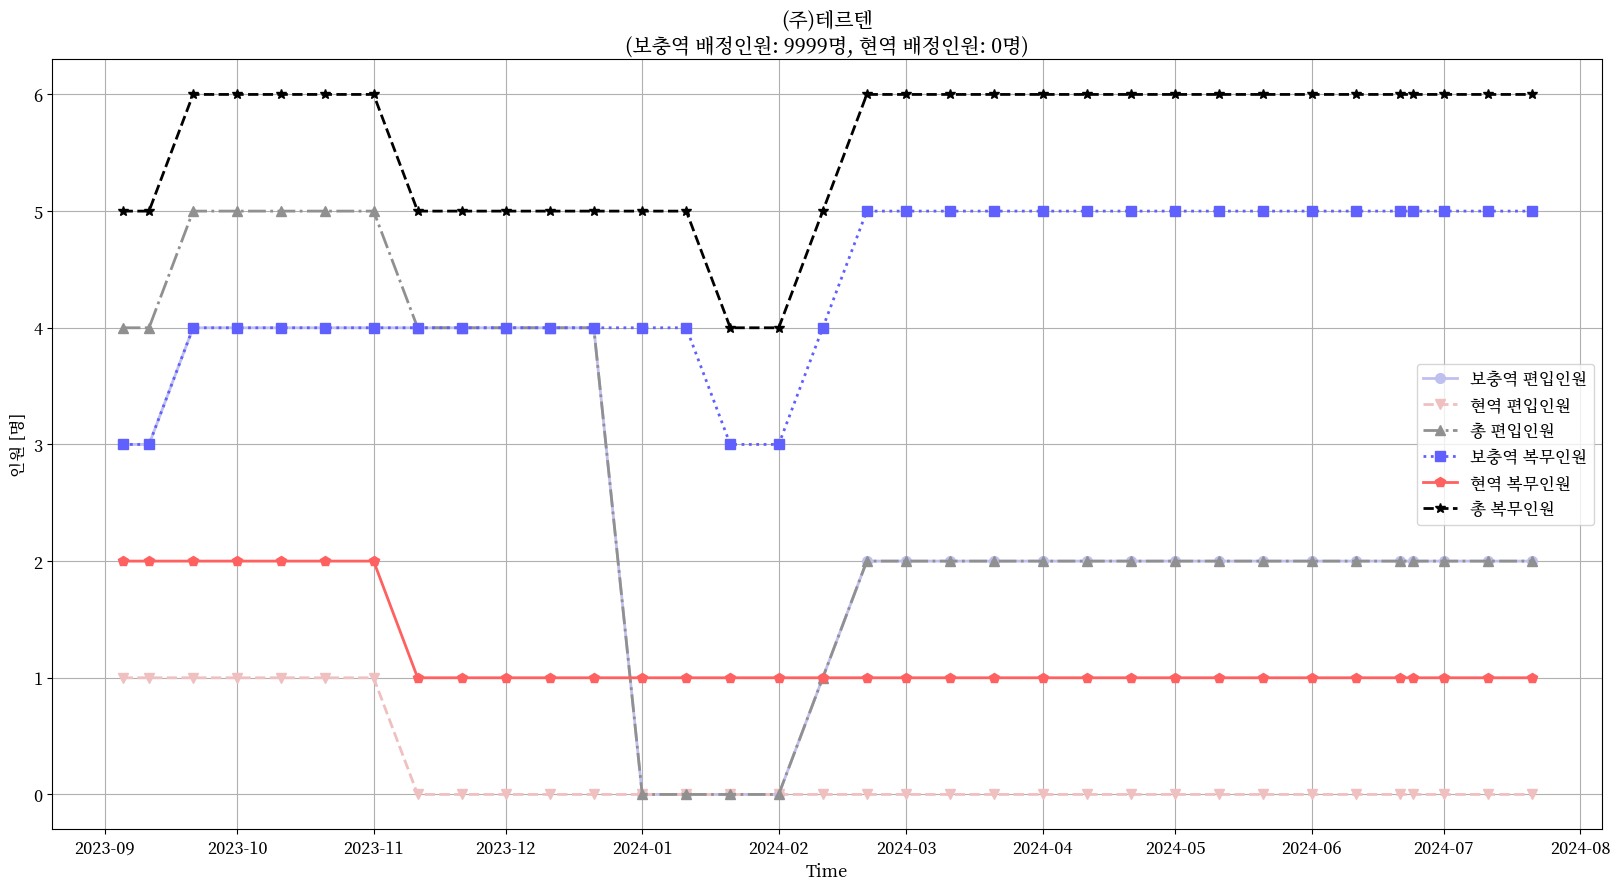 (주)테르텐
(보충역 배정인원: 9999명, 현역 배정인원: 0명)
인원 [명]
6
5
4
3
2
1
0
보충역 편입인원
현역 편입인원
총 편입인원
보충역 복무인원
현역 복무인원
총 복무인원
2023-09 2023-10 2023-11 2023-12 2024-01 2024-02 2024-03 2024-04 2024-05 2024-06 2024-07 2024-08
Time